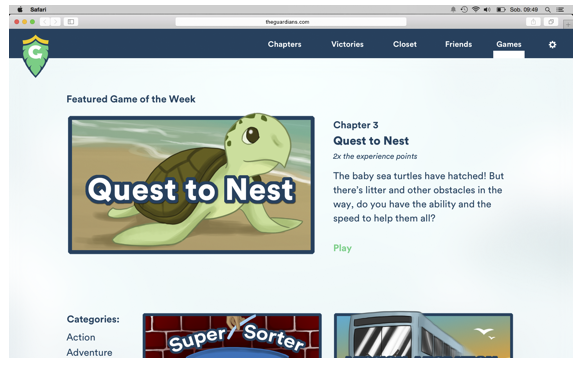 Safari
Sob. 09:49
theguardians.com
G
Chapters
Victories
Closet
Friends
Games
Featured Game of the Week
Quest to Nest
Chapter 3
Quest to Nest
2x the experience points
The baby sea turtles have hatched! But
there's litter and other obstacles in the
way, do you have the ability and the
speed to help them all?
Play
Categories:
Action
Adventure
Super Sorter